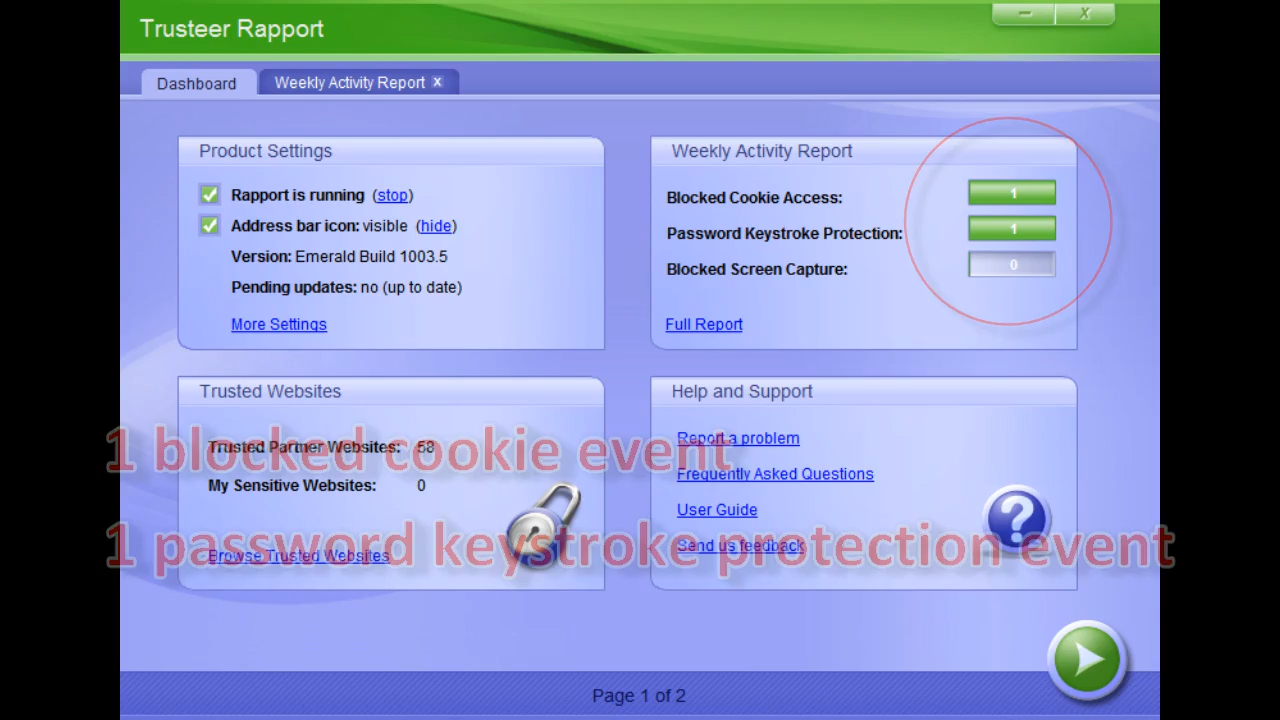 Trusteer Rapport
– X
Dashboard
Weekly Activity Report x
Product Settings
Rapport is running (stop)
Address bar icon: visible (hide)
Version: Emerald Build 1003.5
Pending updates: no (up to date)
More Settings
Weekly Activity Report
Blocked Cookie Access: 1
Password Keystroke Protection: 1
Blocked Screen Capture: 0
Full Report
Trusted Websites
Trusted Partner Websites: 58
My Sensitive Websites: 0
Browse Trusted Websites
Help and Support
Report a problem
Frequently Asked Questions
User Guide
Send us feedback
?
1 blocked cookie event
1 password keystroke protection event
Page 1 of 2